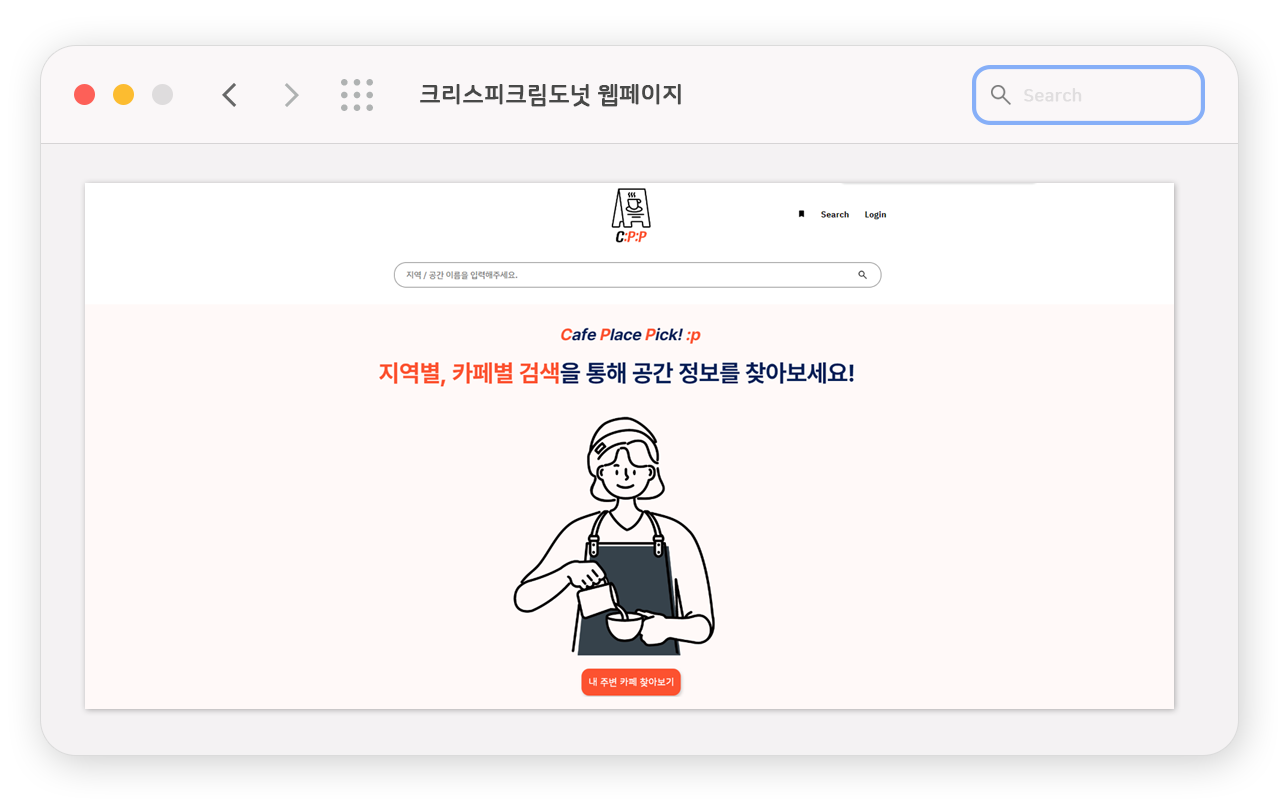 크리스피크림도넛 웹페이지
Search
C:P:P
Search Login
지역 / 공간 이름을 입력해주세요.
Cafe Place Pick! :p
지역별, 카페별 검색을 통해 공간 정보를 찾아보세요!
내 주변 카페 찾아보기